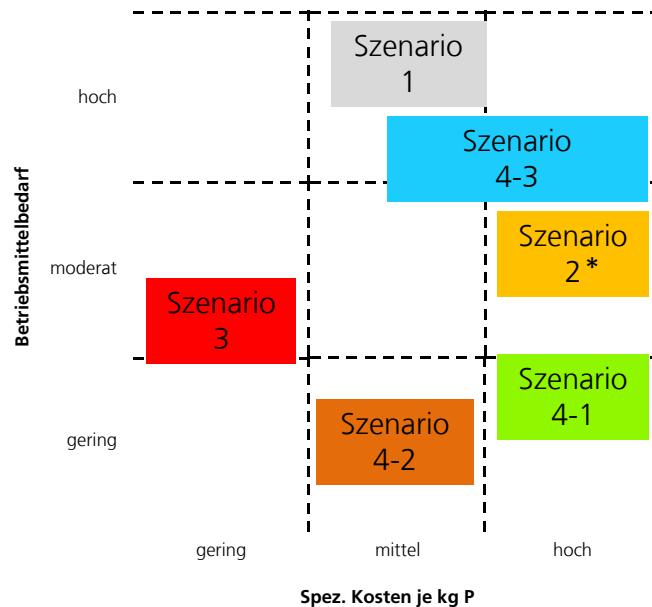 Szenario
1
hoch
Szenario
4-3
Szenario
2*
moderat
Betriebsmittelbedarf
Szenario
3
Szenario
4-1
Szenario
4-2
gering
gering
mittel
hoch
Spez. Kosten je kg P